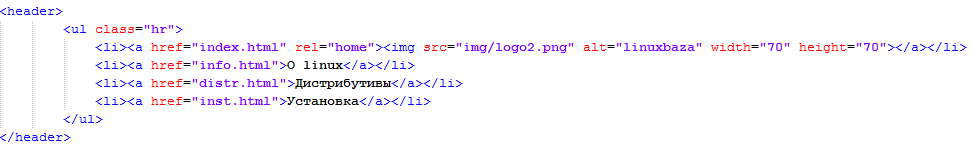 <header>
<ul class="hr">
<li><a href="index.html" rel="home"><img src="img/logo2.png" alt="linuxbaza" width="70" height="70"></a></li>
<li><a href="info.html">О linux</a></li>
<li><a href="distr.html">Дистрибутивы</a></li>
<li><a href="inst.html">Установка</a></li>
</ul>
</header>